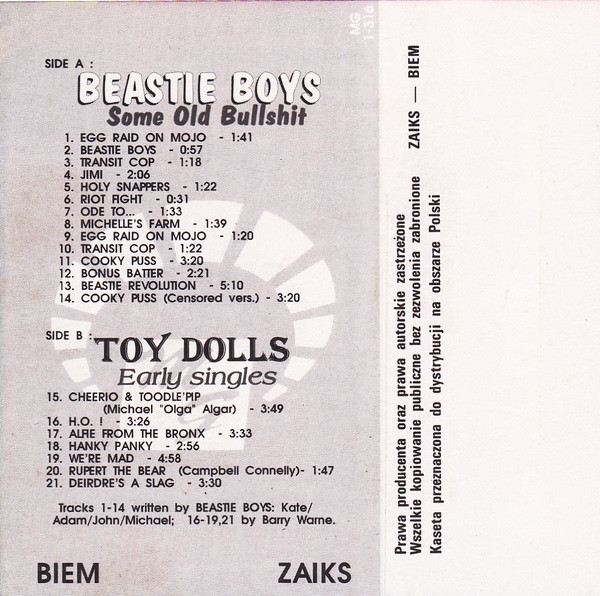 MG
1-316
SIDE A :
BEASTIE BOYS
Some Old Bullshit
1. EGG RAID ON MOJO - 1:41
2. BEASTIE BOYS - 0:57
3. TRANSIT COP - 1:18
4. JIMI - 2:06
5. HOLY SNAPPERS - 1:22
6. RIOT FIGHT - 0:31
7. ODE TO... - 1:33
8. MICHELLE'S FARM - 1:39
9. EGG RAID ON MOJO - 1:20
10. TRANSIT COP - 1:22
11. COOKY PUSS - 3:20
12. BONUS BATTER - 2:21
13. BEASTIE REVOLUTION - 5:10
14. COOKY PUSS (Censored vers.) - 3:20
SIDE B :
TOY DOLLS
Early singles
15. CHEERIO & TOODLE'PIP
(Michael "Olga" Algar) - 3:49
16. H.O. ! - 3:26
17. ALFIE FROM THE BRONX - 3:33
18. HANKY PANKY - 2:56
19. WE'RE MAD - 4:58
20. RUPERT THE BEAR (Campbell Connelly)- 1:47
21. DEIRDRE'S A SLAG - 3:30
Tracks 1-14 written by BEASTIE BOYS: Kate/
Adam/John/Michael; 16-19,21 by Barry Warne.
BIEM ZAIKS
Prawa producenta oraz prawa autorskie zastrzeżone
Wszelkie kopiowanie publiczne bez zezwolenia zabronione ZAIKS — BIEM
Kaseta przeznaczona do dystrybucji na obszarze Polski